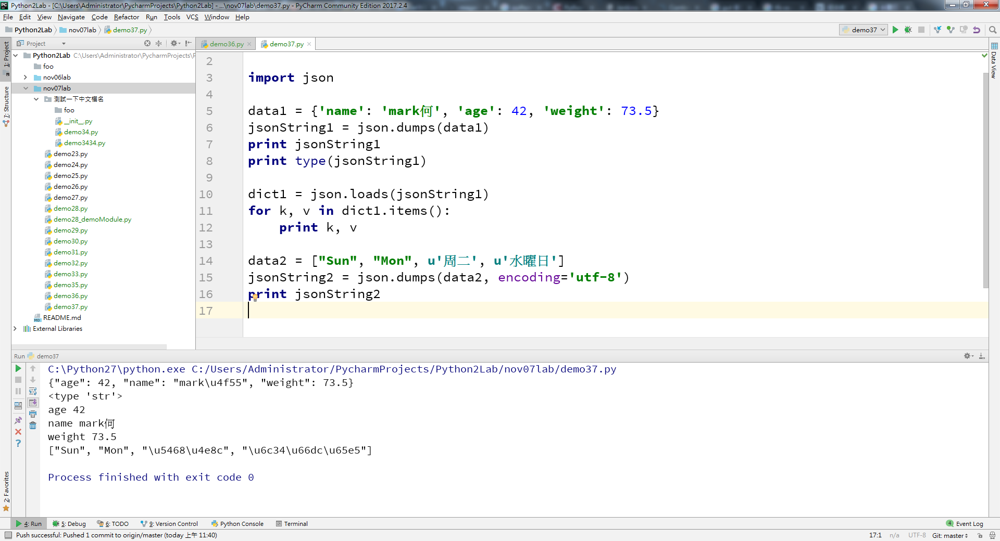 Python2Lab - [C:\Users\Administrator\PycharmProjects\Python2Lab] - ...\nov07lab\demo37.py - PyCharm Community Edition 2017.2.4
File Edit View Navigate Code Refactor Run Tools VCS Window Help
Python2Lab nov07lab demo37.py
demo37
Project
demo36.py demo37.py
1: Project
7: Structure
2: Favorites
Data View
Python2Lab C:\Users\Administrator\PycharmProjects\P
foo
nov06lab
nov07lab
測試一下中文檔名
foo
__init__.py
demo34.py
demo3434.py
demo23.py
demo24.py
demo25.py
demo26.py
demo27.py
demo28.py
demo28_demoModule.py
demo29.py
demo30.py
demo31.py
demo32.py
demo33.py
demo35.py
demo36.py
demo37.py
README.md
External Libraries
2
3 import json
4
5 data1 = {'name': 'mark何', 'age': 42, 'weight': 73.5}
6 jsonString1 = json.dumps(data1)
7 print jsonString1
8 print type(jsonString1)
9
10 dict1 = json.loads(jsonString1)
11 for k, v in dict1.items():
12 print k, v
13
14 data2 = ["Sun", "Mon", u'周二', u'水曜日']
15 jsonString2 = json.dumps(data2, encoding='utf-8')
16 print jsonString2
17
Run demo37
C:\Python27\python.exe C:/Users/Administrator/PycharmProjects/Python2Lab/nov07lab/demo37.py
{"age": 42, "name": "mark\u4f55", "weight": 73.5}
<type 'str'>
age 42
name mark何
weight 73.5
["Sun", "Mon", "\u5468\u4e8c", "\u6c34\u66dc\u65e5"]
Process finished with exit code 0
4: Run 5: Debug 6: TODO 9: Version Control Python Console Terminal 4 Event Log
Push successful: Pushed 1 commit to origin/master (today 上午 11:40) 17:1 n/a UTF-8 Git: master